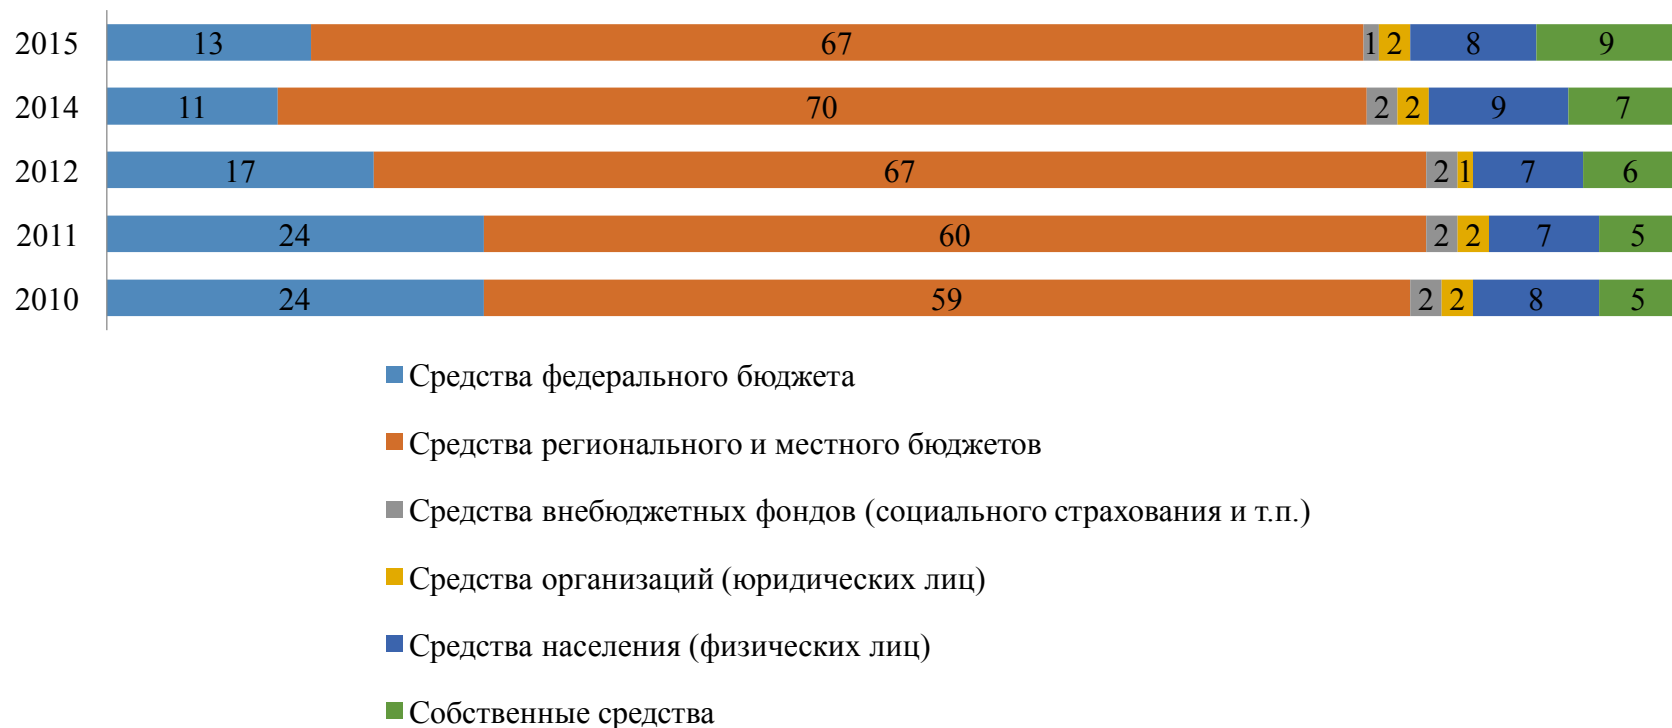 2015 13 67 1 2 8 9
2014 11 70 2 2 9 7
2012 17 67 2 1 7 6
2011 24 60 2 2 7 5
2010 24 59 2 2 8 5
Средства федерального бюджета
Средства регионального и местного бюджетов
Средства внебюджетных фондов (социального страхования и т.п.)
Средства организаций (юридических лиц)
Средства населения (физических лиц)
Собственные средства